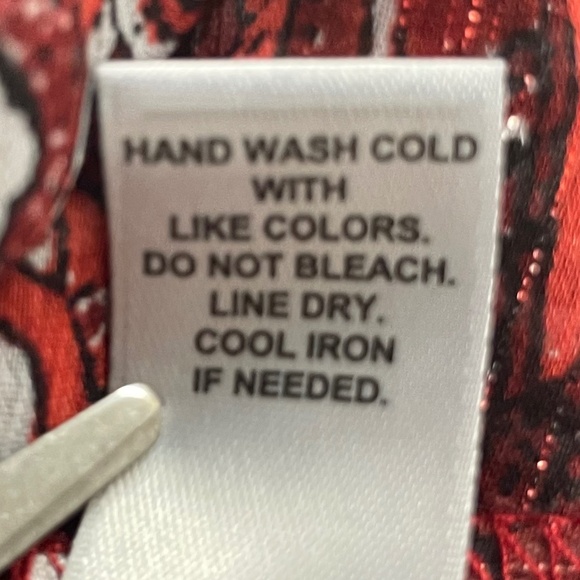 HAND WASH COLD
WITH
LIKE COLORS.
DO NOT BLEACH.
LINE DRY.
COOL IRON
IF NEEDED.